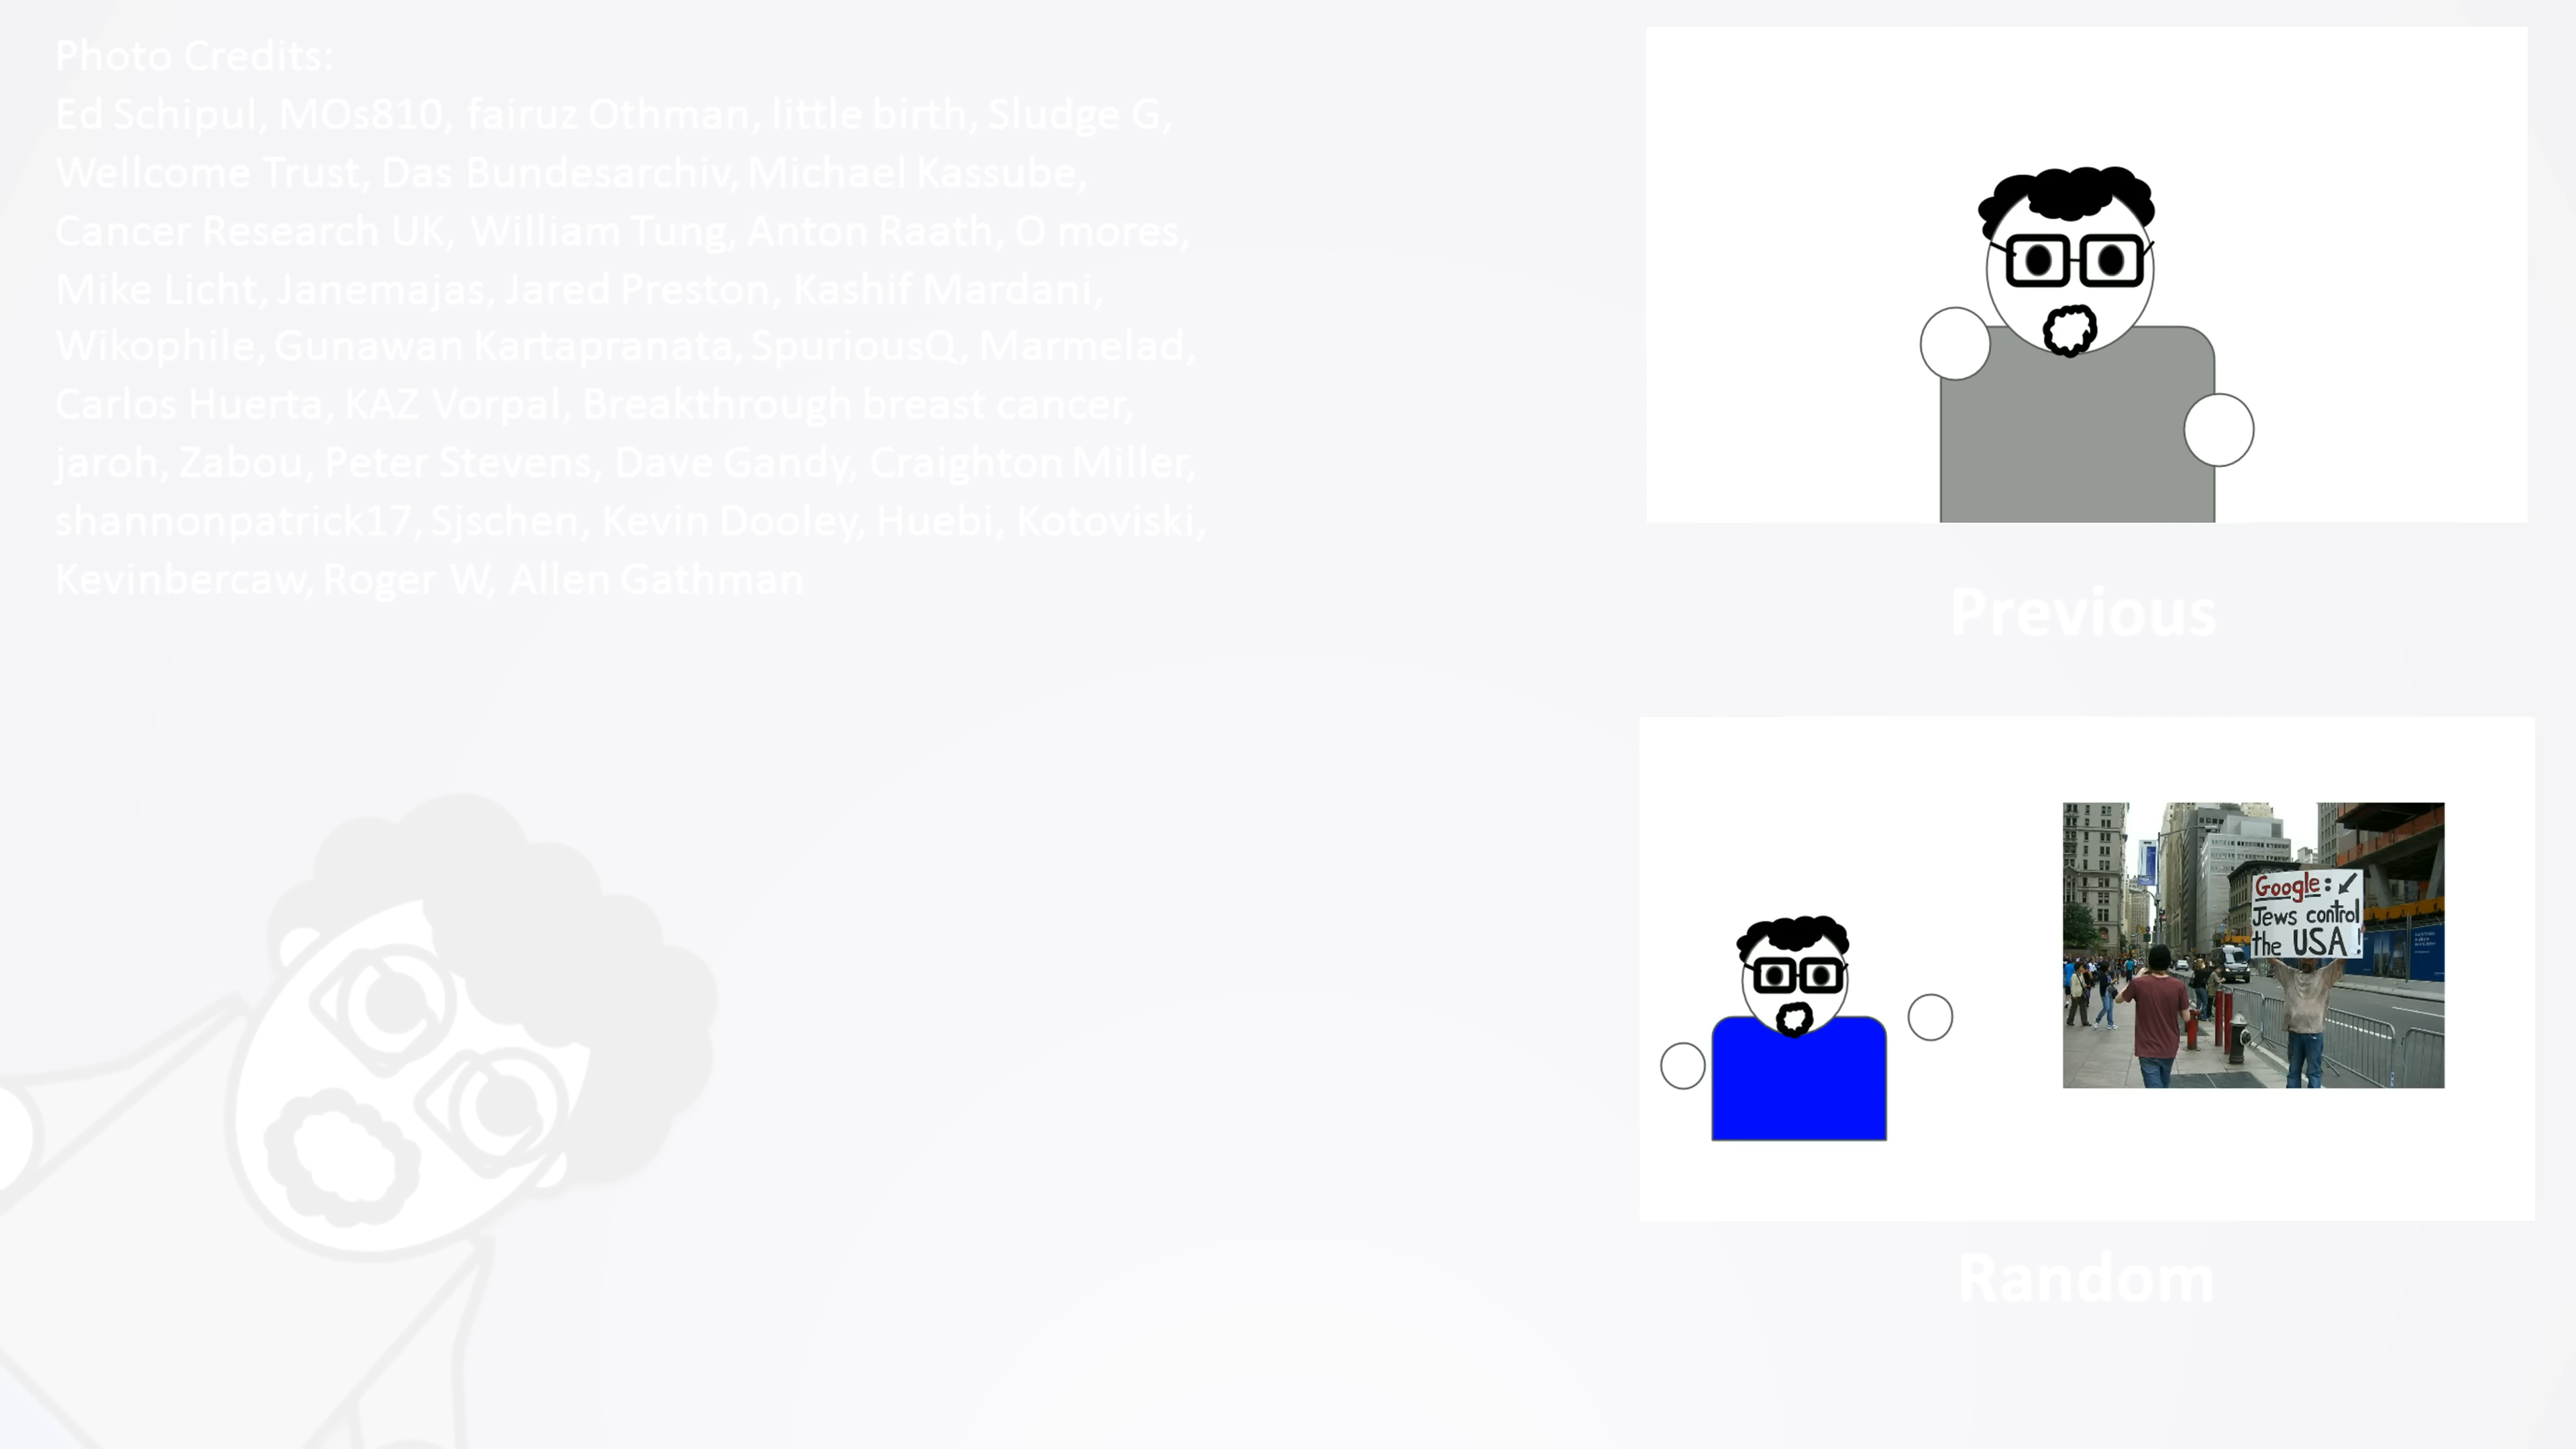 Photo Credits:
Ed Schipul, MOs810, fairuz Othman, little birth, Sludge G,
Wellcome Trust, Das Bundesarchiv, Michael Kassube,
Cancer Research UK, William Tung, Anton Raath, O mores,
Mike Licht, Janemajas, Jared Preston, Kashif Mardani,
Wikophile, Gunawan Kartapranata, SpuriousQ, Marmelad,
Carlos Huerta, KAZ Vorpal, Breakthrough breast cancer,
jaroh, Zabou, Peter Stevens, Dave Gandy, Craighton Miller,
shannonpatrick17, Sjschen, Kevin Dooley, Huebi, Kotoviski,
Kevinbercaw, Roger W, Allen Gathman
Previous
Google:
Jews control
the USA!
Random